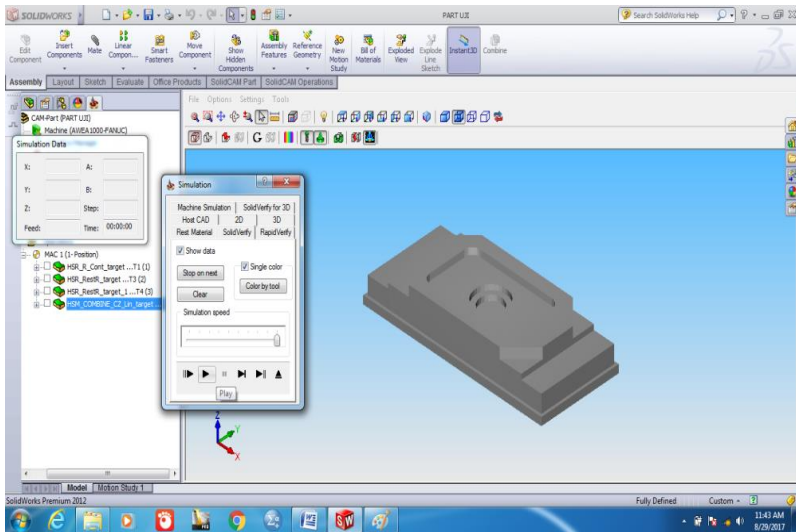 SOLIDWORKS
PART UJI
Search SolidWorks Help
Edit Component
Insert Components
Mate
Linear Compon...
Smart Fasteners
Move Component
Show Hidden Components
Assembly Features
Reference Geometry
New Motion Study
Bill of Materials
Exploded View
Explode Line Sketch
Instant3D
Combine
Assembly Layout Sketch Evaluate Office Products SolidCAM Part SolidCAM Operations
File Options Settings Tools
CAM-Part (PART UJI)
Machine (AWEA1000-FANUC)
Simulation Data
X: A:
Y: B:
Z: Step:
Feed: Time: 00:00:00
MAC 1 (1- Position)
HSR_R_Cont_target ...T1 (1)
HSR_RestR_target ...T3 (2)
HSR_RestR_target_1 ...T4 (3)
HSM_COMBINE_CZ_Lin_target ...
Simulation
Machine Simulation SolidVerify for 3D
Host CAD 2D 3D
Rest Material SolidVerify RapidVerify
Show data
Stop on next
Single color
Clear
Color by tool
Simulation speed
Play
Z
Y
X
Model Motion Study 1
SolidWorks Premium 2012
Fully Defined Custom
11:43 AM
8/29/2017